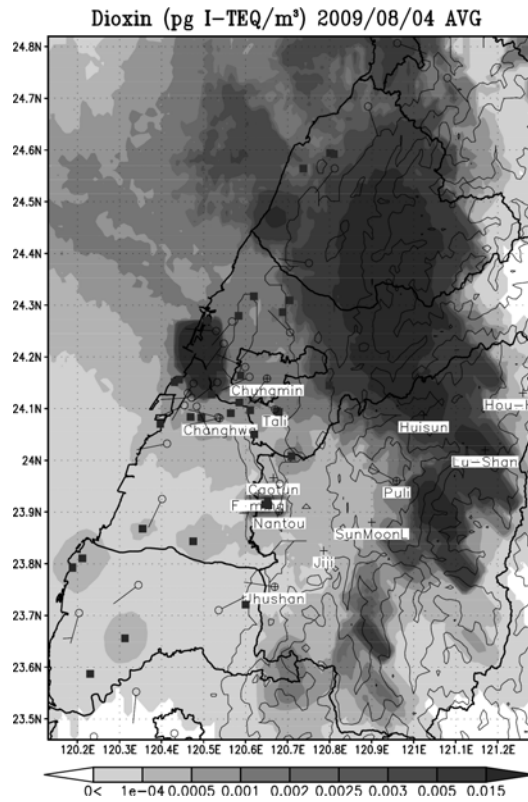 Dioxin (pg I-TEQ/m³) 2009/08/04 AVG
24.8N
24.7N
24.6N
24.5N
24.4N
24.3N
24.2N
24.1N
24N
23.9N
23.8N
23.7N
23.6N
23.5N
Chungmin
Hou-
Huisun
Tali
Changhwa
Lu-Shan
Caotun
Puli
Nantou
SunMoonL
Jiji
Jhushan
120.2E 120.3E 120.4E 120.5E 120.6E 120.7E 120.8E 120.9E 121E 121.1E 121.2E
0< 1e-04 0.0005 0.001 0.002 0.0025 0.003 0.005 0.015